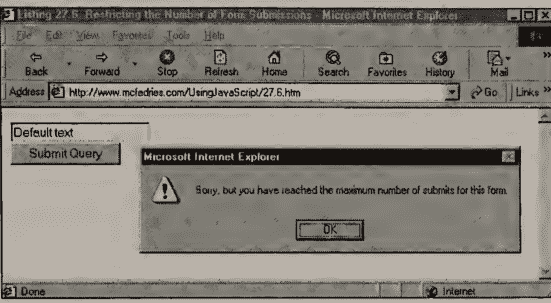 Listing 27.6. Restricting the Number of Form Submissions - Microsoft Internet Explorer
File Edit View Favorites Tools Help
Back Forward Stop Refresh Home Search Favorites History Mail
Address http://www.mcfedries.com/UsingJavaScript/27.6.htm Go Links
Default text
Submit Query
Microsoft Internet Explorer
Sorry, but you have reached the maximum number of submits for this form.
OK
Done Internet